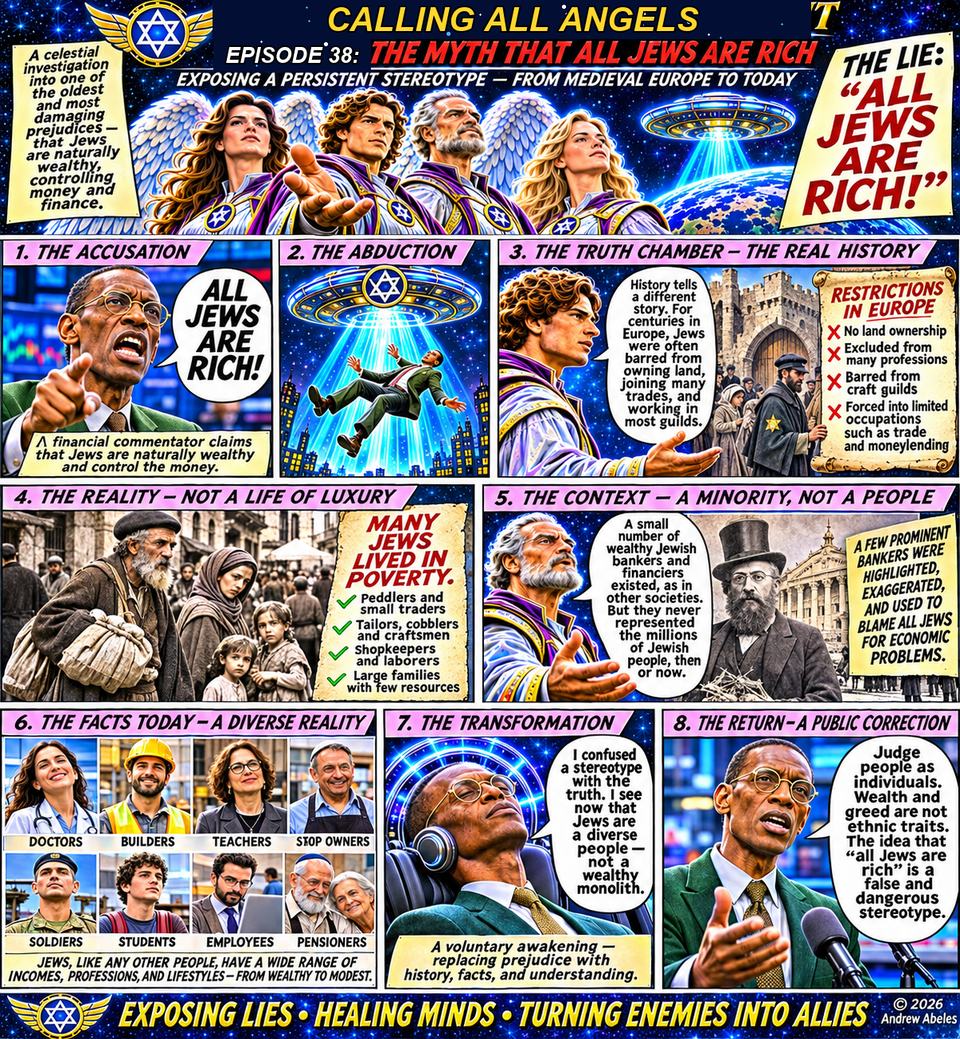 CALLING ALL ANGELS
T
EPISODE 38: THE MYTH THAT ALL JEWS ARE RICH
EXPOSING A PERSISTENT STEREOTYPE — FROM MEDIEVAL EUROPE TO TODAY
A celestial
investigation
into one of
the oldest
and most
damaging
prejudices —
that Jews
are naturally
wealthy,
controlling
money and
finance.
THE LIE:
“ALL
JEWS
ARE
RICH!”
1. THE ACCUSATION
ALL
JEWS
ARE
RICH!
A financial commentator claims
that Jews are naturally wealthy
and control the money.
2. THE ABDUCTION
3. THE TRUTH CHAMBER — THE REAL HISTORY
History tells
a different
story. For
centuries in
Europe, Jews
were often
barred from
owning land,
joining many
trades, and
working in
most guilds.
RESTRICTIONS
IN EUROPE
No land ownership
Excluded from
many professions
Barred from
craft guilds
Forced into limited
occupations
such as trade
and moneylending
4. THE REALITY — NOT A LIFE OF LUXURY
MANY
JEWS
LIVED IN
POVERTY.
Peddlers and
small traders
Tailors, cobblers
and craftsmen
Shopkeepers
and laborers
Large families
with few resources
5. THE CONTEXT — A MINORITY, NOT A PEOPLE
A small
number of
wealthy Jewish
bankers and
financiers
existed, as in
other societies.
But they never
represented
the millions
of Jewish
people, then
or now.
A FEW PROMINENT
BANKERS WERE
HIGHLIGHTED,
EXAGGERATED,
AND USED TO
BLAME ALL JEWS
FOR ECONOMIC
PROBLEMS.
6. THE FACTS TODAY — A DIVERSE REALITY
DOCTORS
BUILDERS
TEACHERS
STOP OWNERS
SOLDIERS
STUDENTS
EMPLOYEES
PENSIONERS
JEWS, LIKE ANY OTHER PEOPLE, HAVE A WIDE RANGE OF
INCOMES, PROFESSIONS, AND LIFESTYLES — FROM WEALTHY TO MODEST.
7. THE TRANSFORMATION
I confused
a stereotype
with the
truth. I see
now that
Jews are
a diverse
people —
not a
wealthy
monolith.
A voluntary awakening —
replacing prejudice with
history, facts, and understanding.
8. THE RETURN — A PUBLIC CORRECTION
Judge
people as
individuals.
Wealth and
greed are not
ethnic traits.
The idea that
“all Jews are
rich” is a
false and
dangerous
stereotype.
EXPOSING LIES • HEALING MINDS • TURNING ENEMIES INTO ALLIES
© 2026
Andrew Abeles